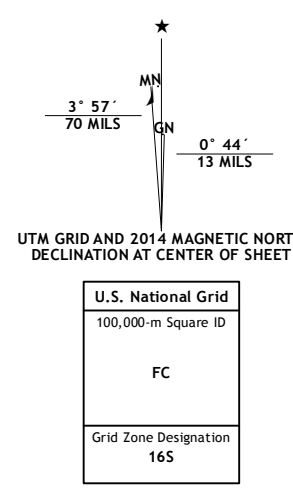 ★
MN
3° 57´
70 MILS
GN
0° 44´
13 MILS
UTM GRID AND 2014 MAGNETIC NORT
DECLINATION AT CENTER OF SHEET
U.S. National Grid
100,000-m Square ID
FC
Grid Zone Designation
16S